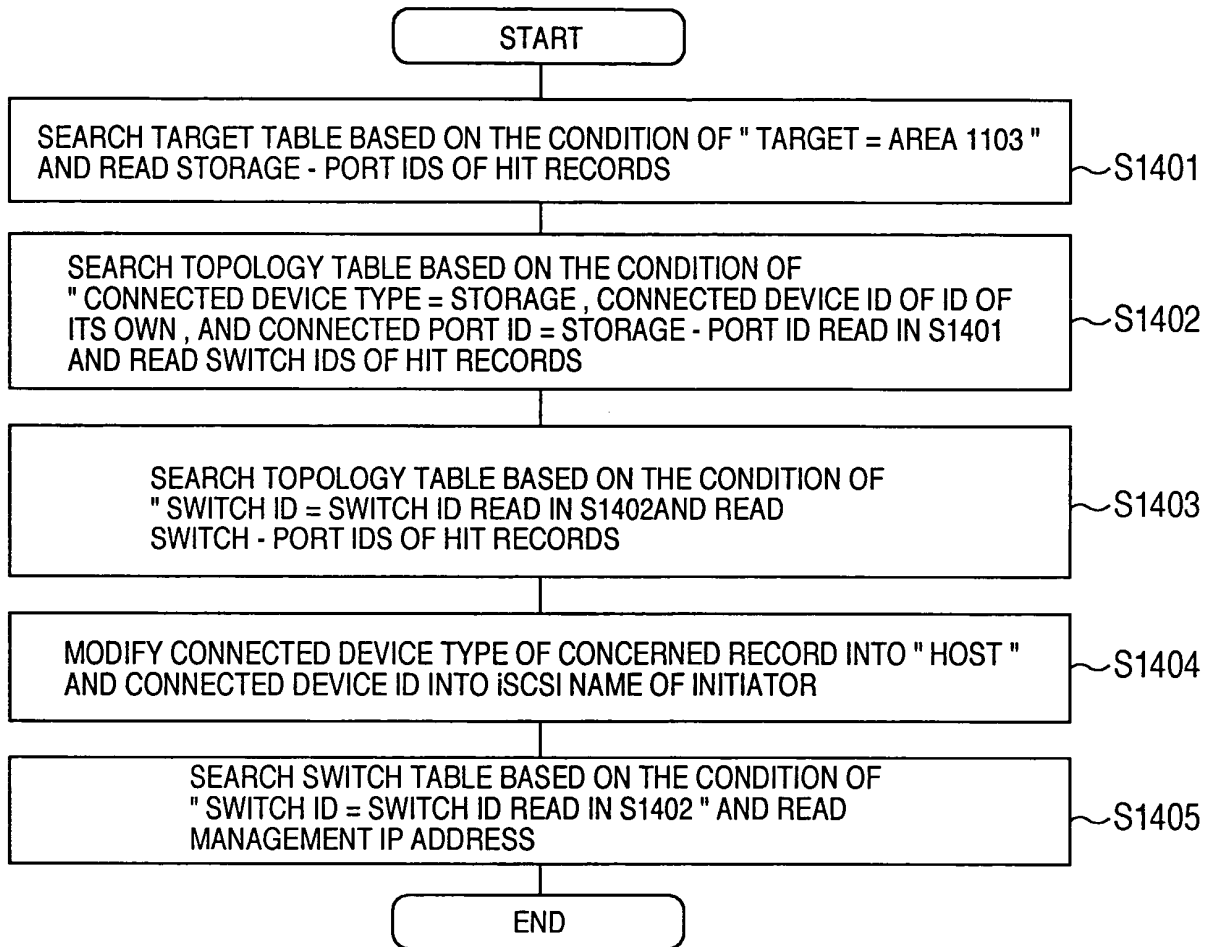 START
SEARCH TARGET TABLE BASED ON THE CONDITION OF " TARGET = AREA 1103 "
AND READ STORAGE - PORT IDS OF HIT RECORDS
S1401
SEARCH TOPOLOGY TABLE BASED ON THE CONDITION OF
" CONNECTED DEVICE TYPE = STORAGE , CONNECTED DEVICE ID OF ID OF
ITS OWN , AND CONNECTED PORT ID = STORAGE - PORT ID READ IN S1401
AND READ SWITCH IDS OF HIT RECORDS
S1402
SEARCH TOPOLOGY TABLE BASED ON THE CONDITION OF
" SWITCH ID = SWITCH ID READ IN S1402AND READ
SWITCH - PORT IDS OF HIT RECORDS
S1403
MODIFY CONNECTED DEVICE TYPE OF CONCERNED RECORD INTO " HOST "
AND CONNECTED DEVICE ID INTO iSCSI NAME OF INITIATOR
S1404
SEARCH SWITCH TABLE BASED ON THE CONDITION OF
" SWITCH ID = SWITCH ID READ IN S1402 " AND READ
MANAGEMENT IP ADDRESS
S1405
END